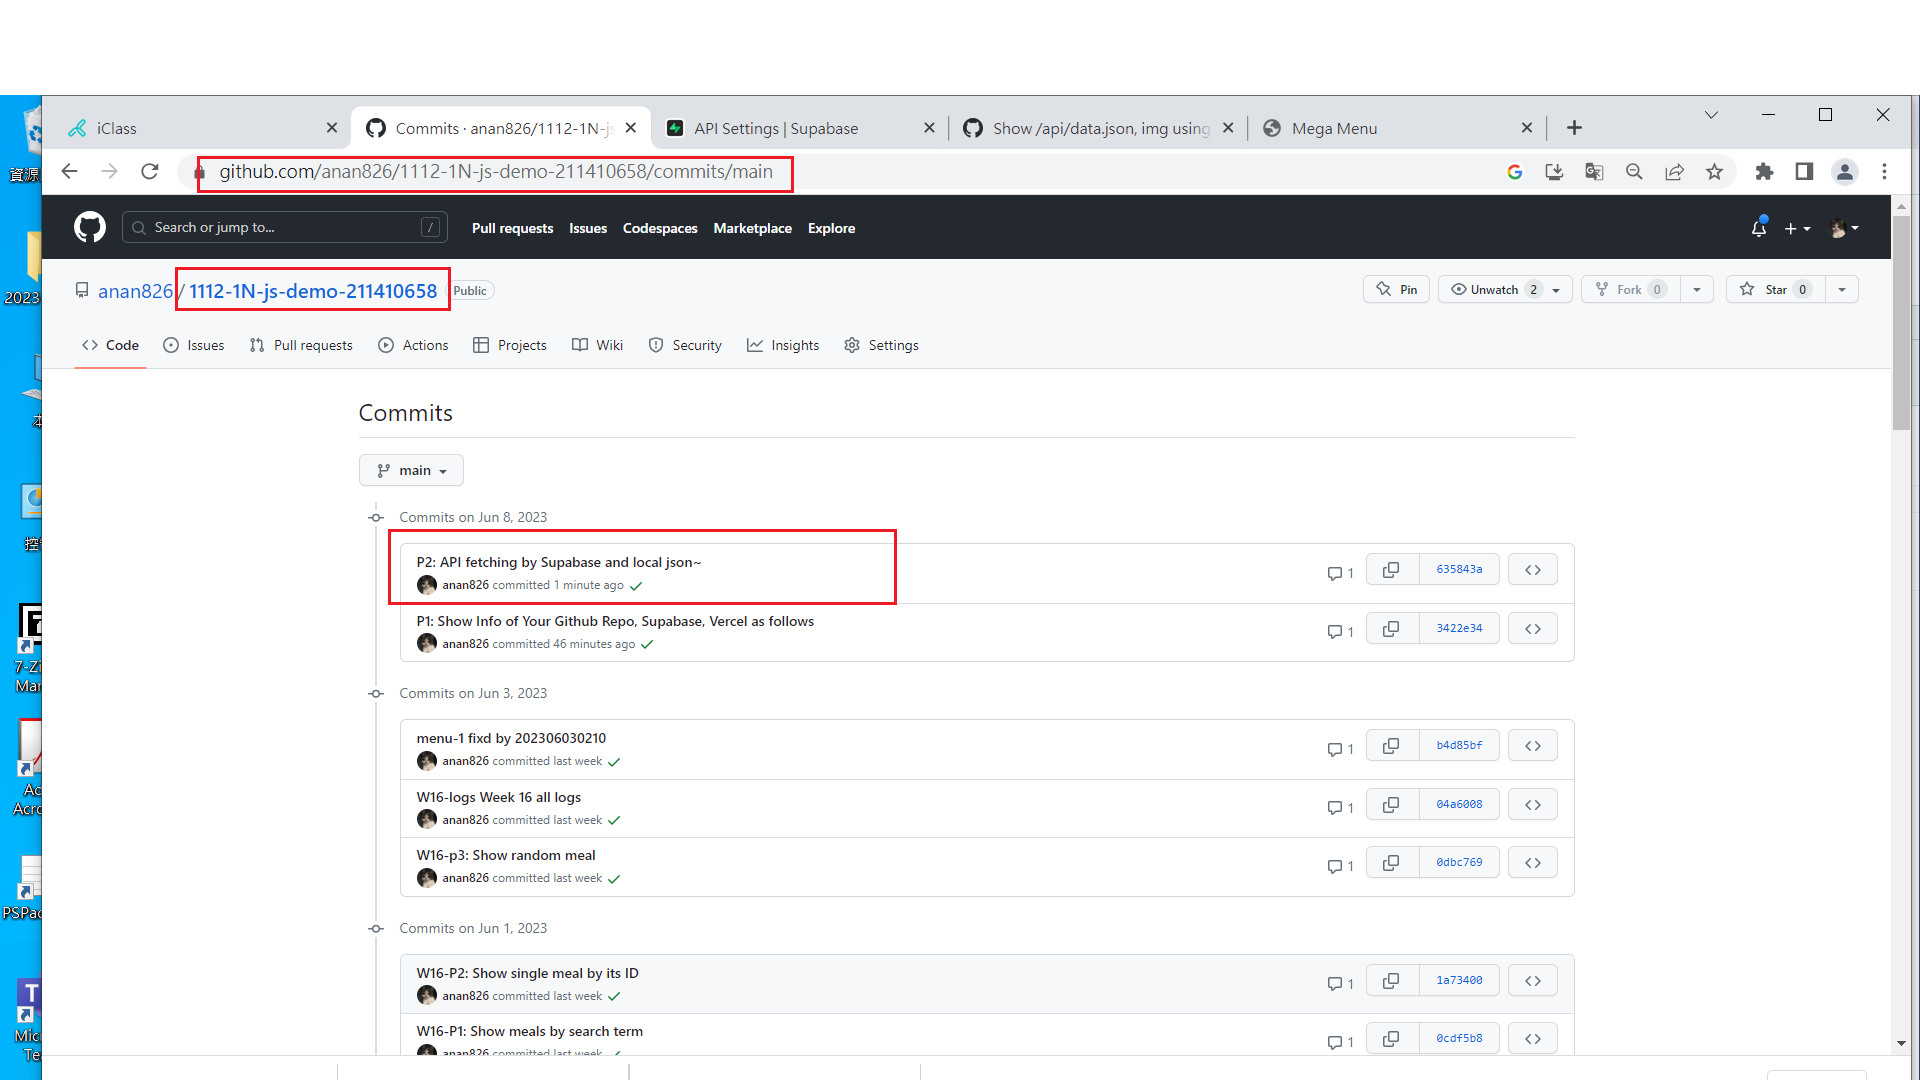 iClass
Commits · anan826/1112-1N-js
API Settings | Supabase
Show /api/data.json, img using
Mega Menu
github.com/anan826/1112-1N-js-demo-211410658/commits/main
Search or jump to...
/
Pull requests
Issues
Codespaces
Marketplace
Explore
anan826 / 1112-1N-js-demo-211410658
Public
Pin
Unwatch 2
Fork 0
Star 0
Code
Issues
Pull requests
Actions
Projects
Wiki
Security
Insights
Settings
Commits
main
Commits on Jun 8, 2023
P2: API fetching by Supabase and local json~
anan826 committed 1 minute ago
1
635843a
P1: Show Info of Your Github Repo, Supabase, Vercel as follows
anan826 committed 46 minutes ago
1
3422e34
Commits on Jun 3, 2023
menu-1 fixd by 202306030210
anan826 committed last week
1
b4d85bf
W16-logs Week 16 all logs
anan826 committed last week
1
04a6008
W16-p3: Show random meal
anan826 committed last week
1
0dbc769
Commits on Jun 1, 2023
W16-P2: Show single meal by its ID
anan826 committed last week
1
1a73400
W16-P1: Show meals by search term
anan826 committed last week
1
0cdf5b8
資源
2023
本
控
7-Zi
Mar
Ac
Acro
PSPac
Mic
Te